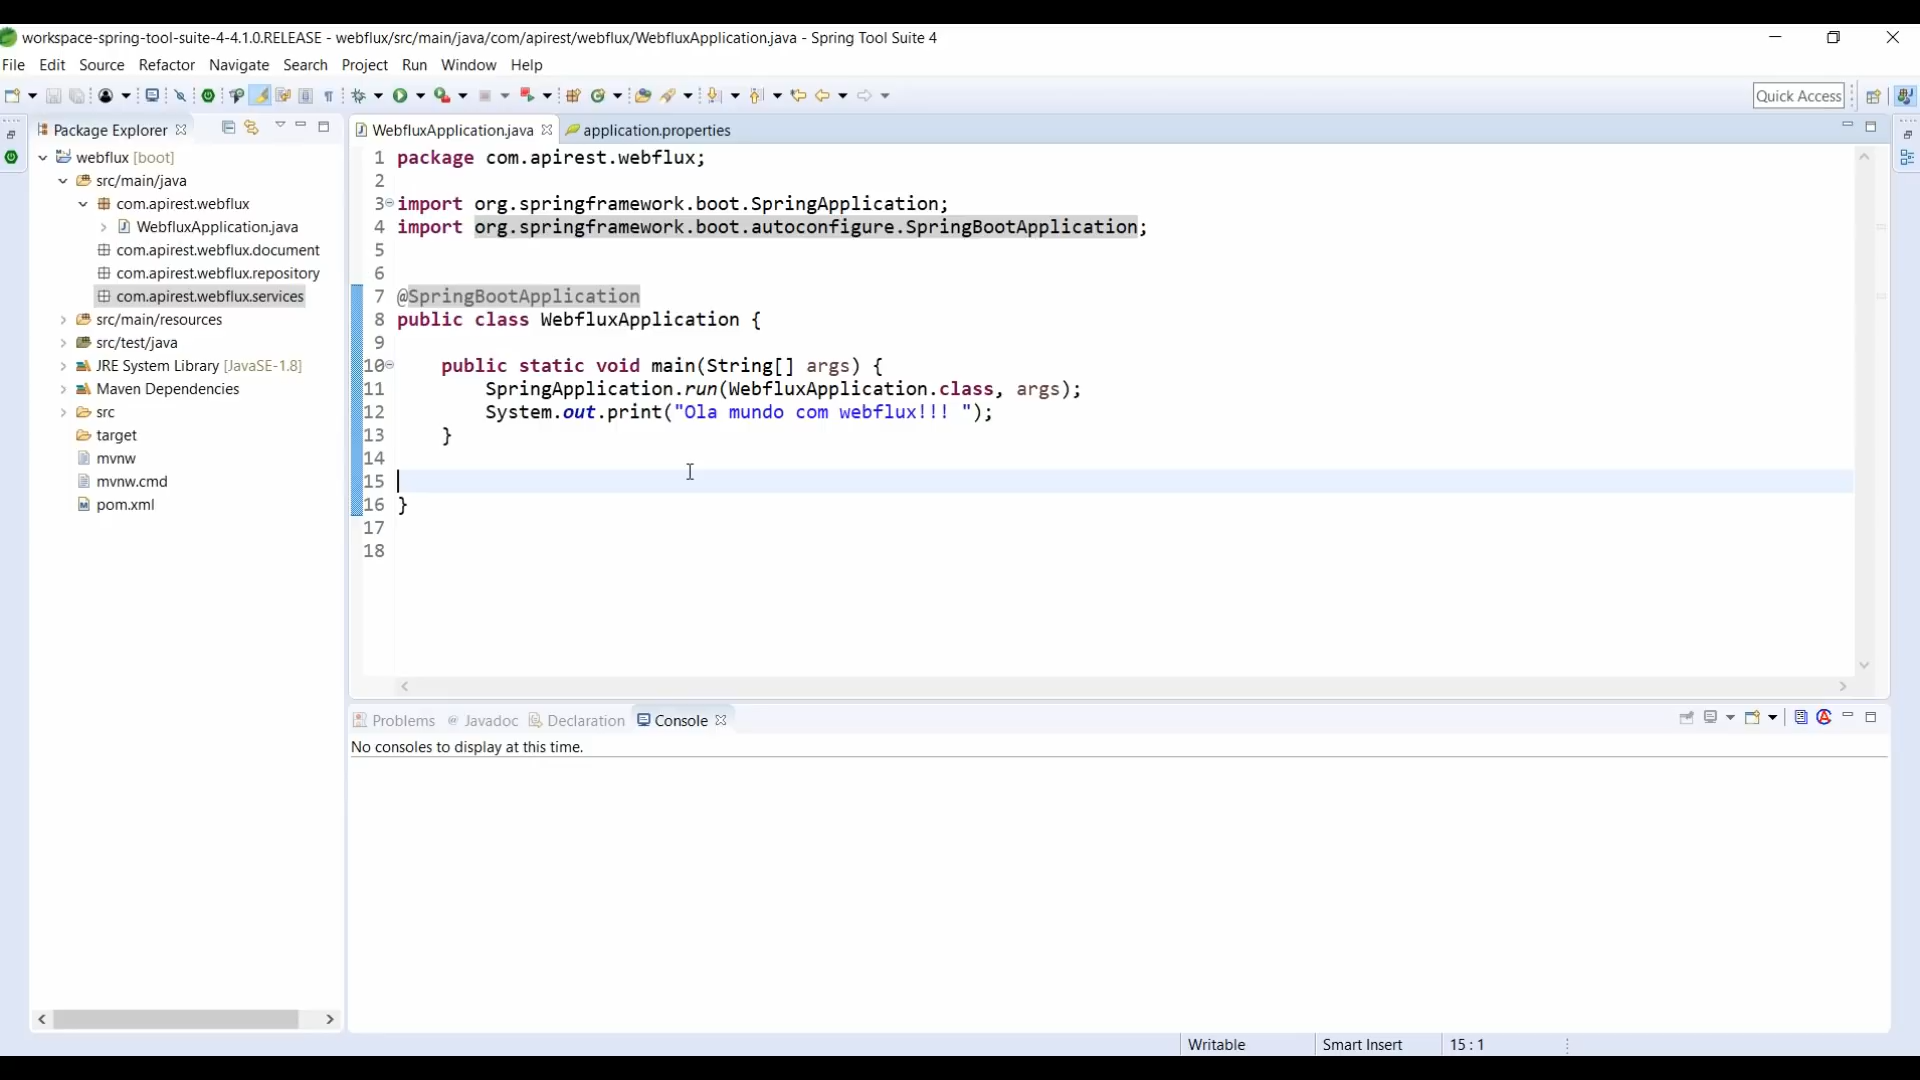 workspace-spring-tool-suite-4-4.1.0.RELEASE - webflux/src/main/java/com/apirest/webflux/WebfluxApplication.java - Spring Tool Suite 4
File Edit Source Refactor Navigate Search Project Run Window Help
Quick Access
Package Explorer
webflux [boot]
src/main/java
com.apirest.webflux
WebfluxApplication.java
com.apirest.webflux.document
com.apirest.webflux.repository
com.apirest.webflux.services
src/main/resources
src/test/java
JRE System Library [JavaSE-1.8]
Maven Dependencies
src
target
mvnw
mvnw.cmd
pom.xml
WebfluxApplication.java application.properties
1 package com.apirest.webflux;
2
3 import org.springframework.boot.SpringApplication;
4 import org.springframework.boot.autoconfigure.SpringBootApplication;
5
6
7 @SpringBootApplication
8 public class WebfluxApplication {
9
10 public static void main(String[] args) {
11 SpringApplication.run(WebfluxApplication.class, args);
12 System.out.print("Ola mundo com webflux!!! ");
13 }
14
15
16 }
17
18
Problems @ Javadoc Declaration Console
No consoles to display at this time.
Writable Smart Insert 15 : 1